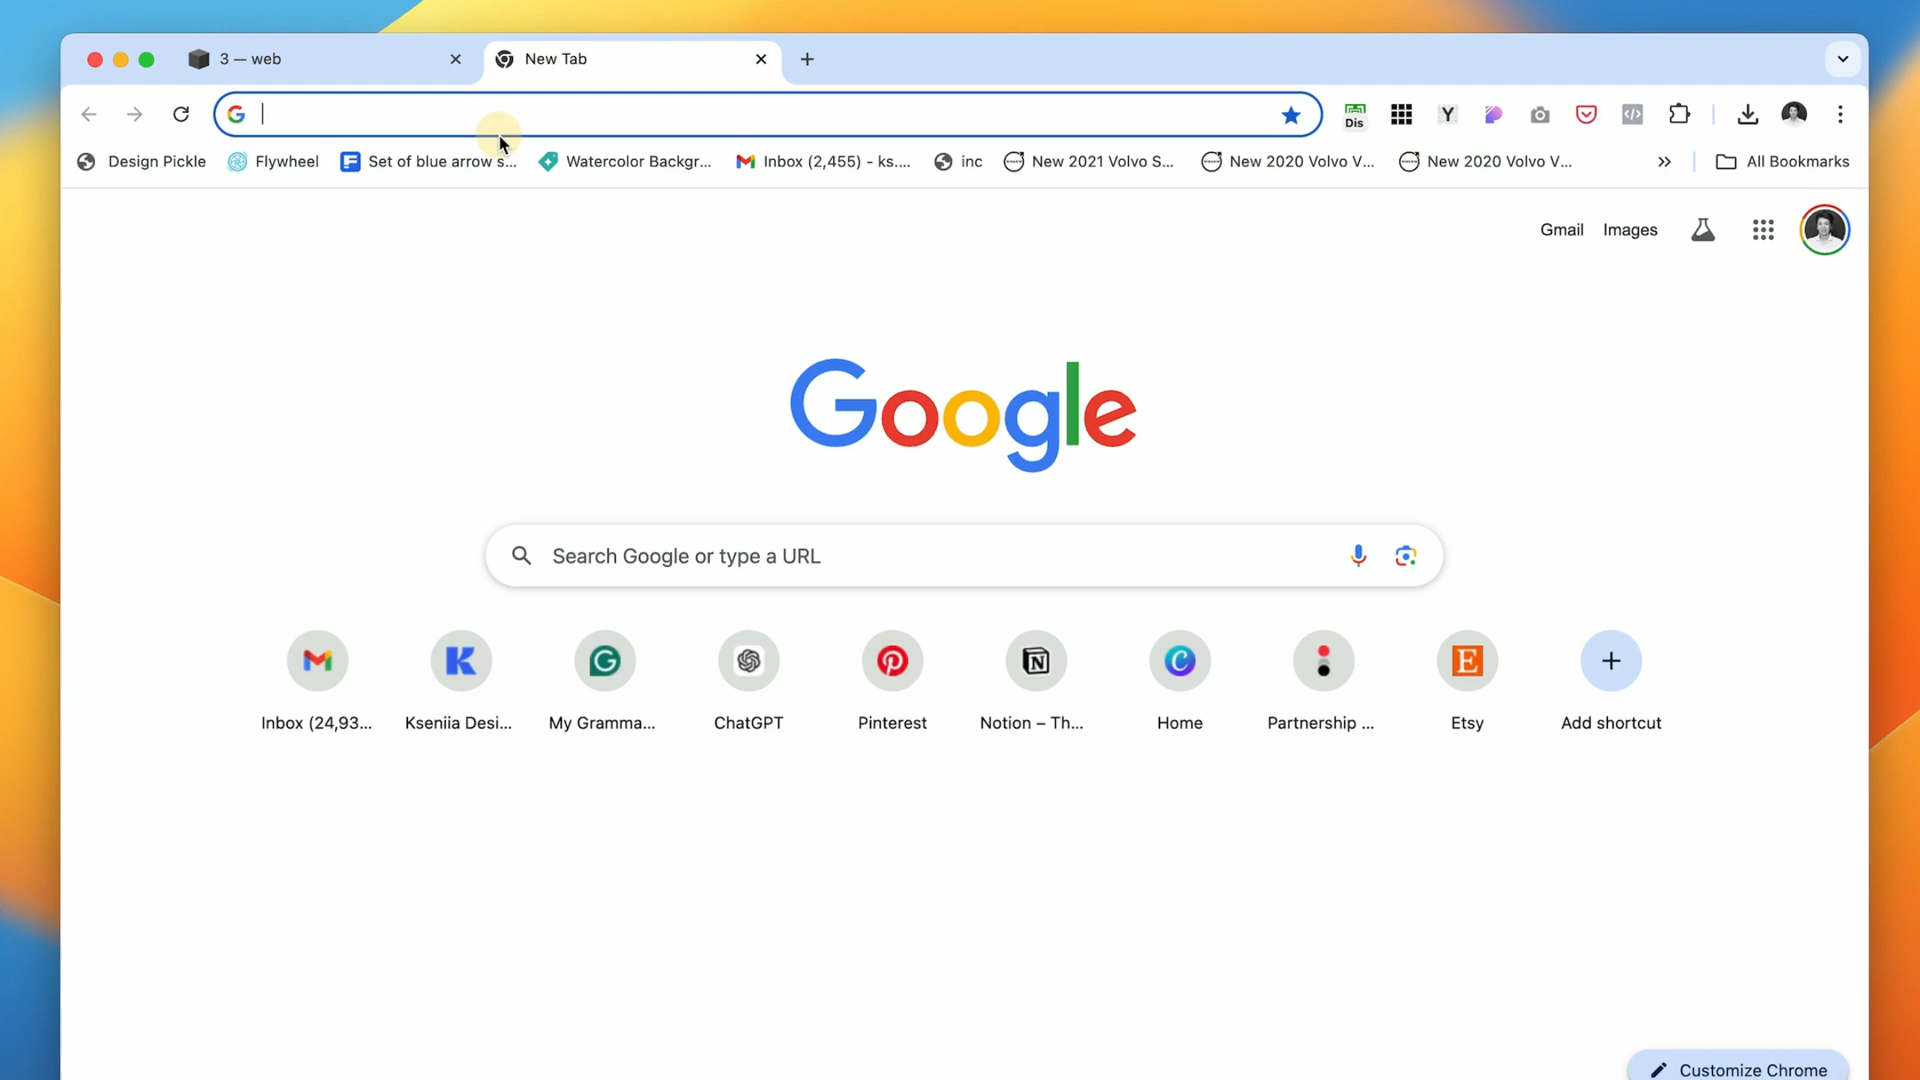 3 — web
New Tab
Dis
Y
Design Pickle
Flywheel
Set of blue arrow s...
Watercolor Backgr...
Inbox (2,455) - ks....
inc
New 2021 Volvo S...
New 2020 Volvo V...
New 2020 Volvo V...
All Bookmarks
Gmail
Images
Google
Search Google or type a URL
Inbox (24,93...
Kseniia Desi...
My Gramma...
ChatGPT
Pinterest
Notion – Th...
Home
Partnership ...
Etsy
Add shortcut
Customize Chrome